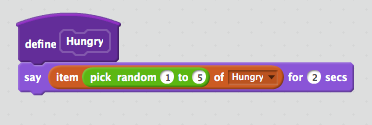 define Hungry
say item pick random 1 to 5 of Hungry for 2 secs